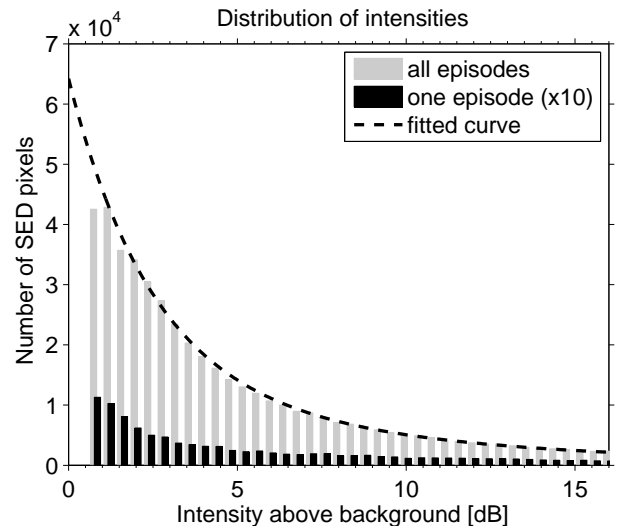 Distribution of intensities
x 10^4
7
6
5
4
3
2
1
0
Number of SED pixels
all episodes
one episode (x10)
fitted curve
0 5 10 15
Intensity above background [dB]